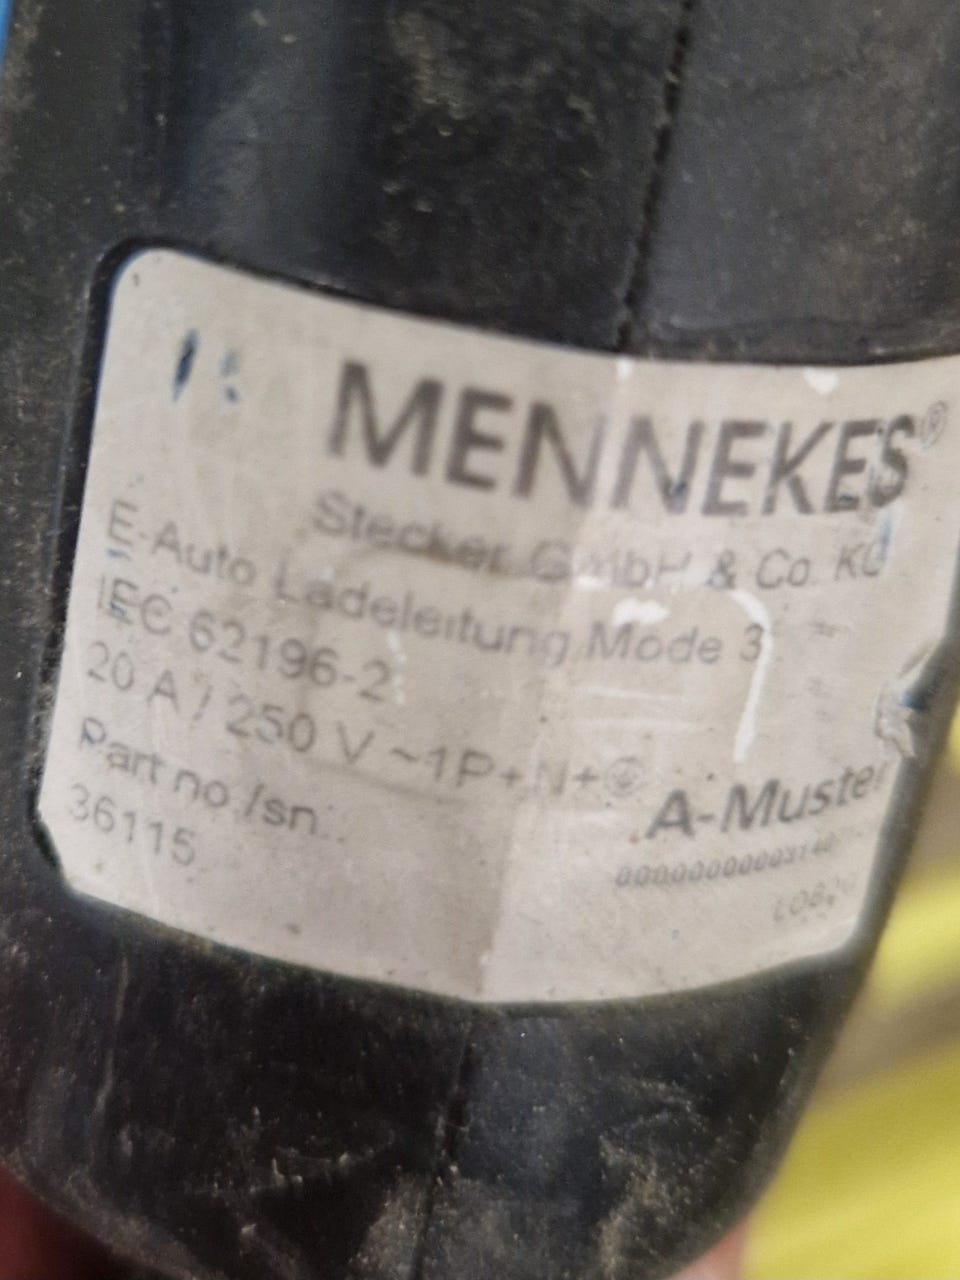 MENNEKES®
Stecker GmbH & Co. KG
E-Auto Ladeleitung Mode 3
IEC 62196-2
20 A / 250 V ~1P+N+⏚
Part no /sn.:
36115
A-Muster